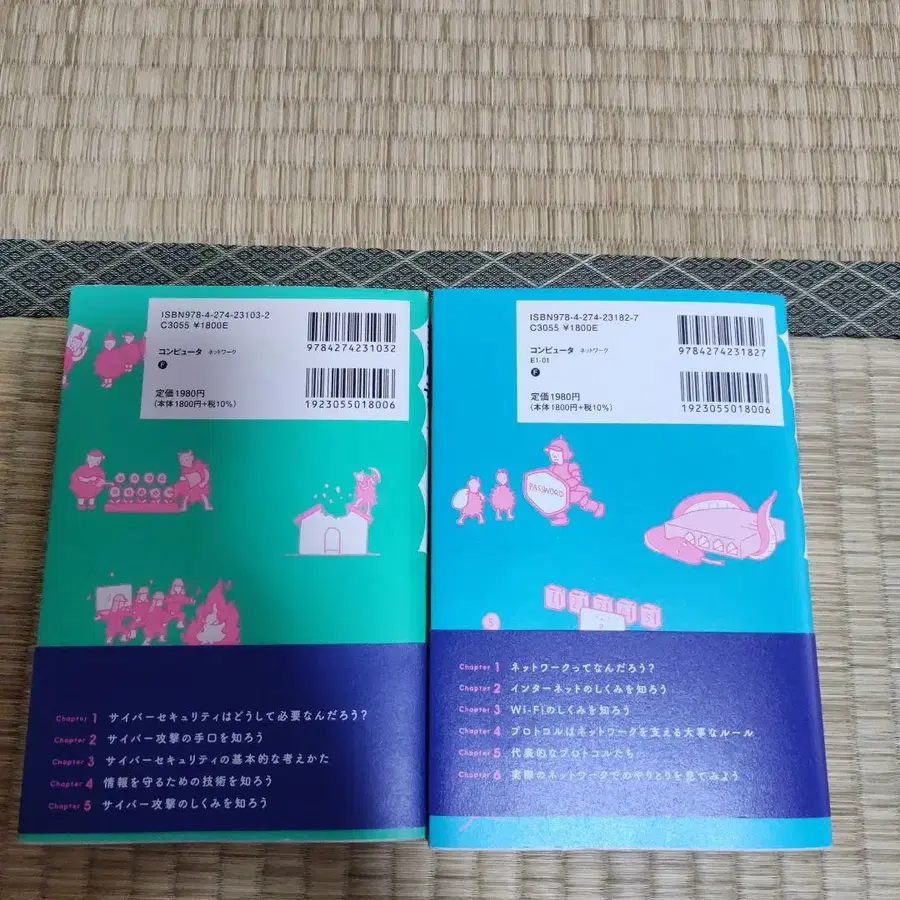 ISBN978-4-274-23103-2
C3055 ¥1800E
コンピュータ ネットワーク
F
定価1980円
(本体1800円+税10%)
9784274231032
1923055018006
Chapter 1 サイバーセキュリティはどうして必要なんだろう?
Chapter 2 サイバー攻撃の手口を知ろう
Chapter 3 サイバーセキュリティの基本的な考えかた
Chapter 4 情報を守るための技術を知ろう
Chapter 5 サイバー攻撃のしくみを知ろう
ISBN978-4-274-23182-7
C3055 ¥1800E
コンピュータ ネットワーク
E1-01
F
定価1980円
(本体1800円+税10%)
9784274231827
1923055018006
PASSWORD
Chapter 1 ネットワークってなんだろう?
Chapter 2 インターネットのしくみを知ろう
Chapter 3 Wi-Fiのしくみを知ろう
Chapter 4 プロトコルはネットワークを支える大事なルール
Chapter 5 代表的なプロトコルたち
Chapter 6 実際のネットワークでのやりとりを見てみよう